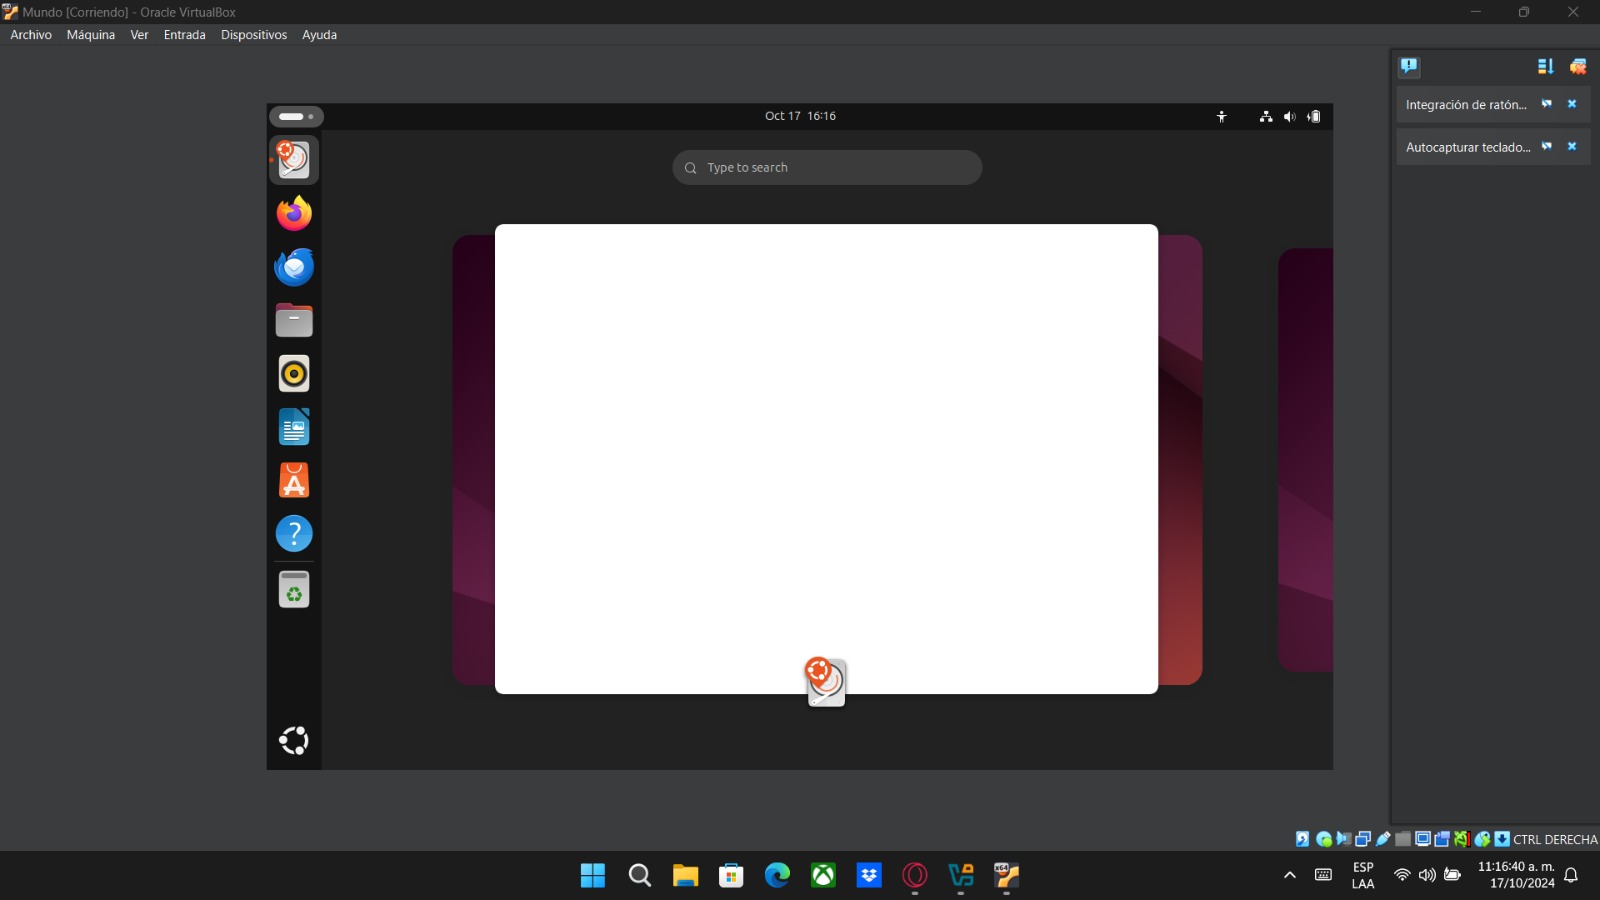 Mundo [Corriendo] - Oracle VirtualBox
Archivo Máquina Ver Entrada Dispositivos Ayuda
Oct 17 16:16
Type to search
Integración de ratón...
Autocapturar teclado...
CTRL DERECHA
ESP
LAA
11:16:40 a. m.
17/10/2024